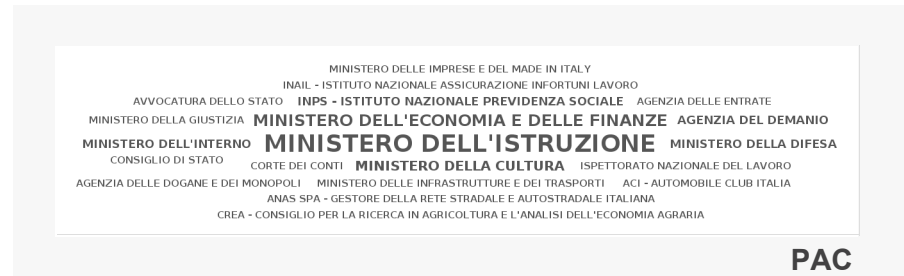 MINISTERO DELLE IMPRESE E DEL MADE IN ITALY
INAIL - ISTITUTO NAZIONALE ASSICURAZIONE INFORTUNI LAVORO
AVVOCATURA DELLO STATO INPS - ISTITUTO NAZIONALE PREVIDENZA SOCIALE AGENZIA DELLE ENTRATE
MINISTERO DELLA GIUSTIZIA MINISTERO DELL'ECONOMIA E DELLE FINANZE AGENZIA DEL DEMANIO
MINISTERO DELL'INTERNO MINISTERO DELL'ISTRUZIONE MINISTERO DELLA DIFESA
CONSIGLIO DI STATO CORTE DEI CONTI MINISTERO DELLA CULTURA ISPETTORATO NAZIONALE DEL LAVORO
AGENZIA DELLE DOGANE E DEI MONOPOLI MINISTERO DELLE INFRASTRUTTURE E DEI TRASPORTI ACI - AUTOMOBILE CLUB ITALIA
ANAS SPA - GESTORE DELLA RETE STRADALE E AUTOSTRADALE ITALIANA
CREA - CONSIGLIO PER LA RICERCA IN AGRICOLTURA E L'ANALISI DELL'ECONOMIA AGRARIA
PAC